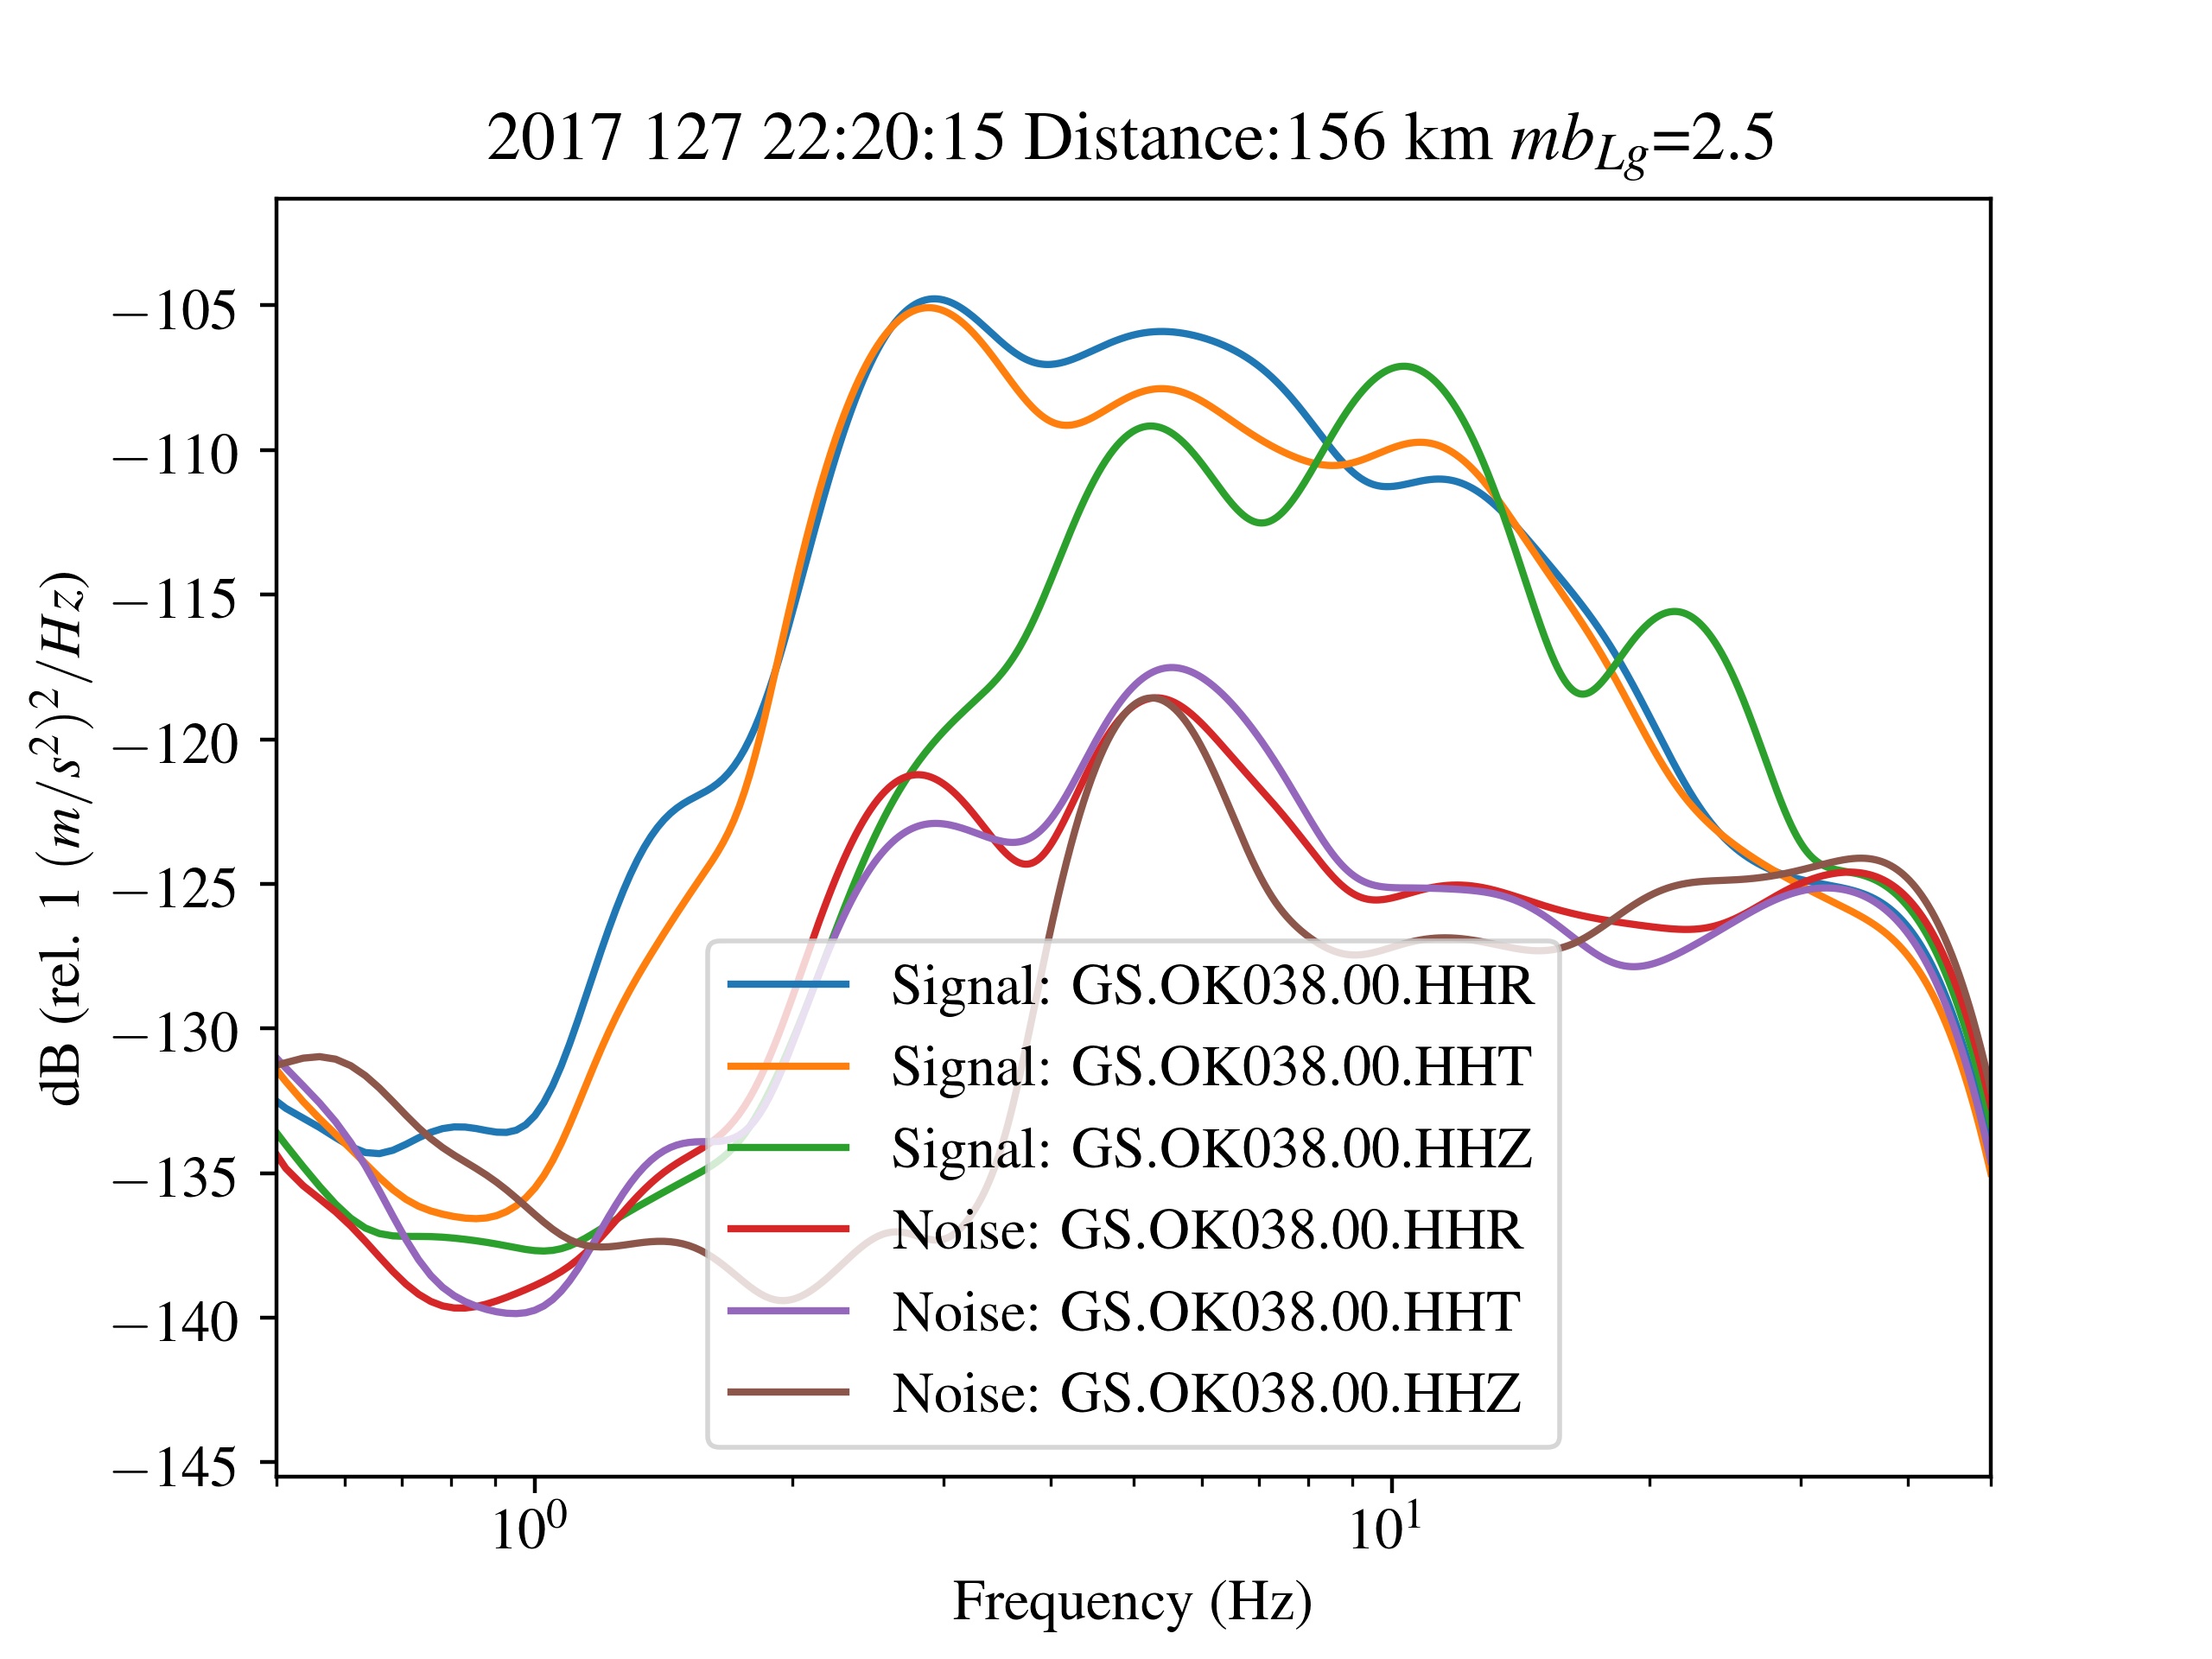 2017 127 22:20:15 Distance:156 km mb_Lg=2.5
dB (rel. 1 (m/s²)²/Hz)
−105
−110
−115
−120
−125
−130
−135
−140
−145
Signal: GS.OK038.00.HHR
Signal: GS.OK038.00.HHT
Signal: GS.OK038.00.HHZ
Noise: GS.OK038.00.HHR
Noise: GS.OK038.00.HHT
Noise: GS.OK038.00.HHZ
10⁰ 10¹
Frequency (Hz)